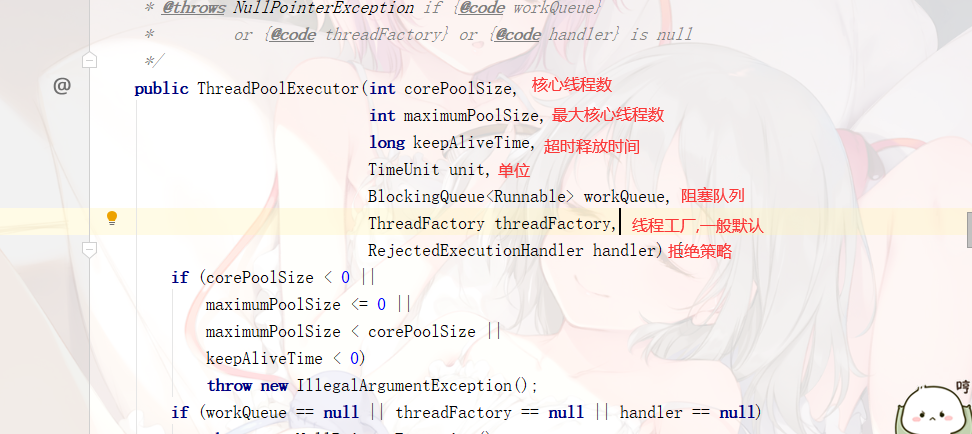 * @throws NullPointerException if {@code workQueue}
* or {@code threadFactory} or {@code handler} is null
*/
@
public ThreadPoolExecutor(int corePoolSize, 核心线程数
int maximumPoolSize, 最大核心线程数
long keepAliveTime, 超时释放时间
TimeUnit unit, 单位
BlockingQueue<Runnable> workQueue, 阻塞队列
ThreadFactory threadFactory, 线程工厂,一般默认
RejectedExecutionHandler handler) 拒绝策略
if (corePoolSize < 0 ||
maximumPoolSize <= 0 ||
maximumPoolSize < corePoolSize ||
keepAliveTime < 0)
throw new IllegalArgumentException();
if (workQueue == null || threadFactory == null || handler == null)
哼